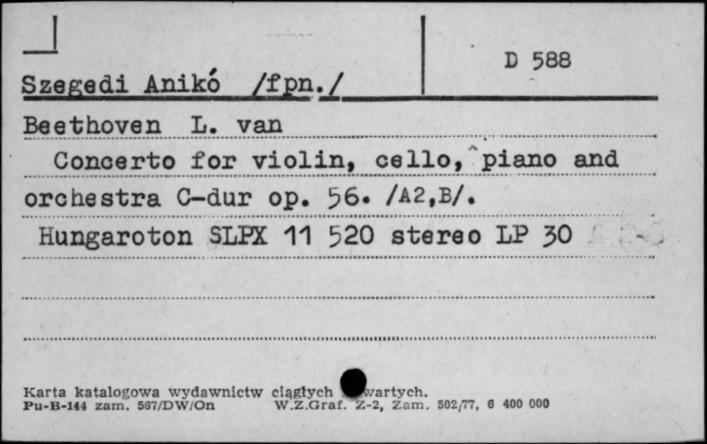 D 588
Szegedi Anikó /fpn./
Beethoven L. van
Concerto for violin, cello, piano and
orchestra C-dur op. 56. /A2,B/.
Hungaroton SLPX 11 520 stereo LP 30
Karta katalogowa wydawnictw ciągłych
Pu-B-144 zam. 567/DW/On W.Z.Graf. Z-2, Zam. 502/77, 6 400 000